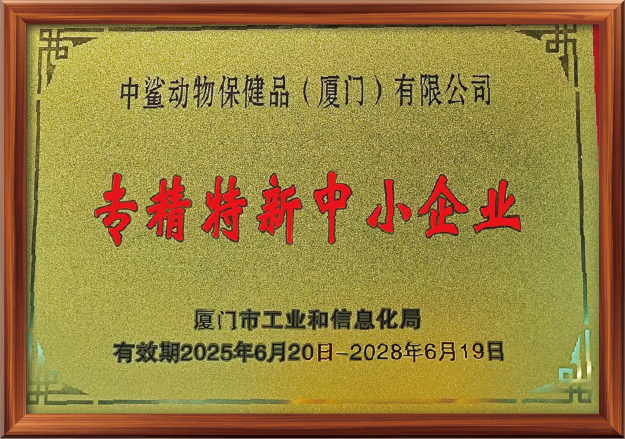 中鲨动物保健品（厦门）有限公司
专精特新中小企业
厦门市工业和信息化局
有效期2025年6月20日-2028年6月19日